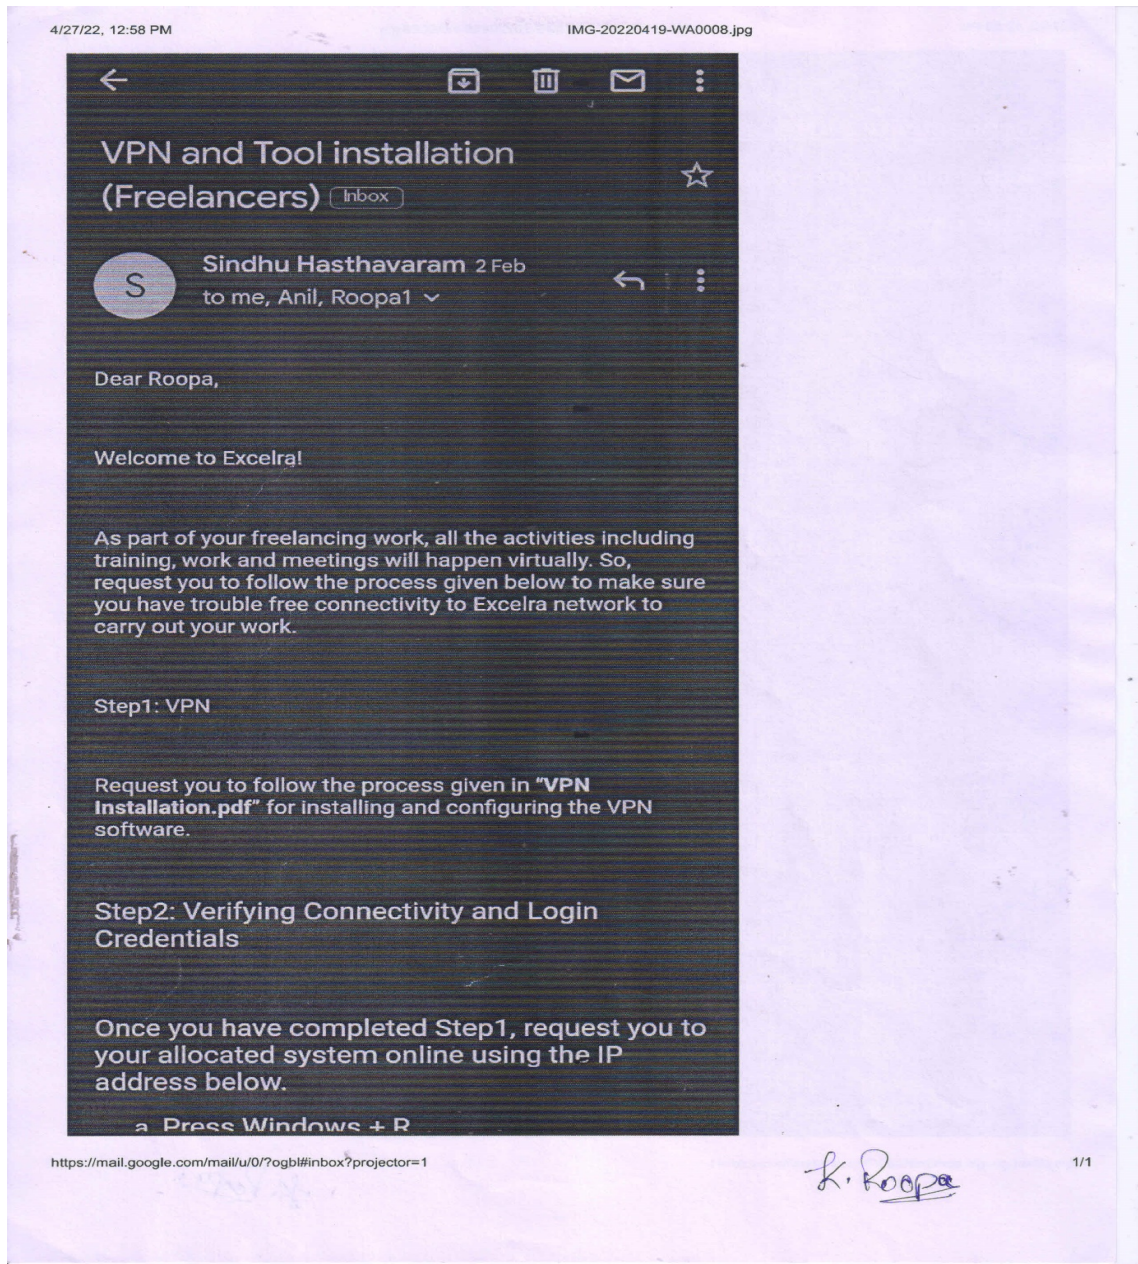 4/27/22, 12:58 PM IMG-20220419-WA0008.jpg
VPN and Tool installation
(Freelancers) Inbox
S
Sindhu Hasthavaram 2 Feb
to me, Anil, Roopa1
Dear Roopa,
Welcome to Excelra!
As part of your freelancing work, all the activities including
training, work and meetings will happen virtually. So,
request you to follow the process given below to make sure
you have trouble free connectivity to Excelra network to
carry out your work.
Step1: VPN
Request you to follow the process given in “VPN
Installation.pdf” for installing and configuring the VPN
software.
Step2: Verifying Connectivity and Login
Credentials
Once you have completed Step1, request you to
your allocated system online using the IP
address below.
a. Press Windows + R
https://mail.google.com/mail/u/0/?ogbl#inbox?projector=1 1/1
K. Roopa